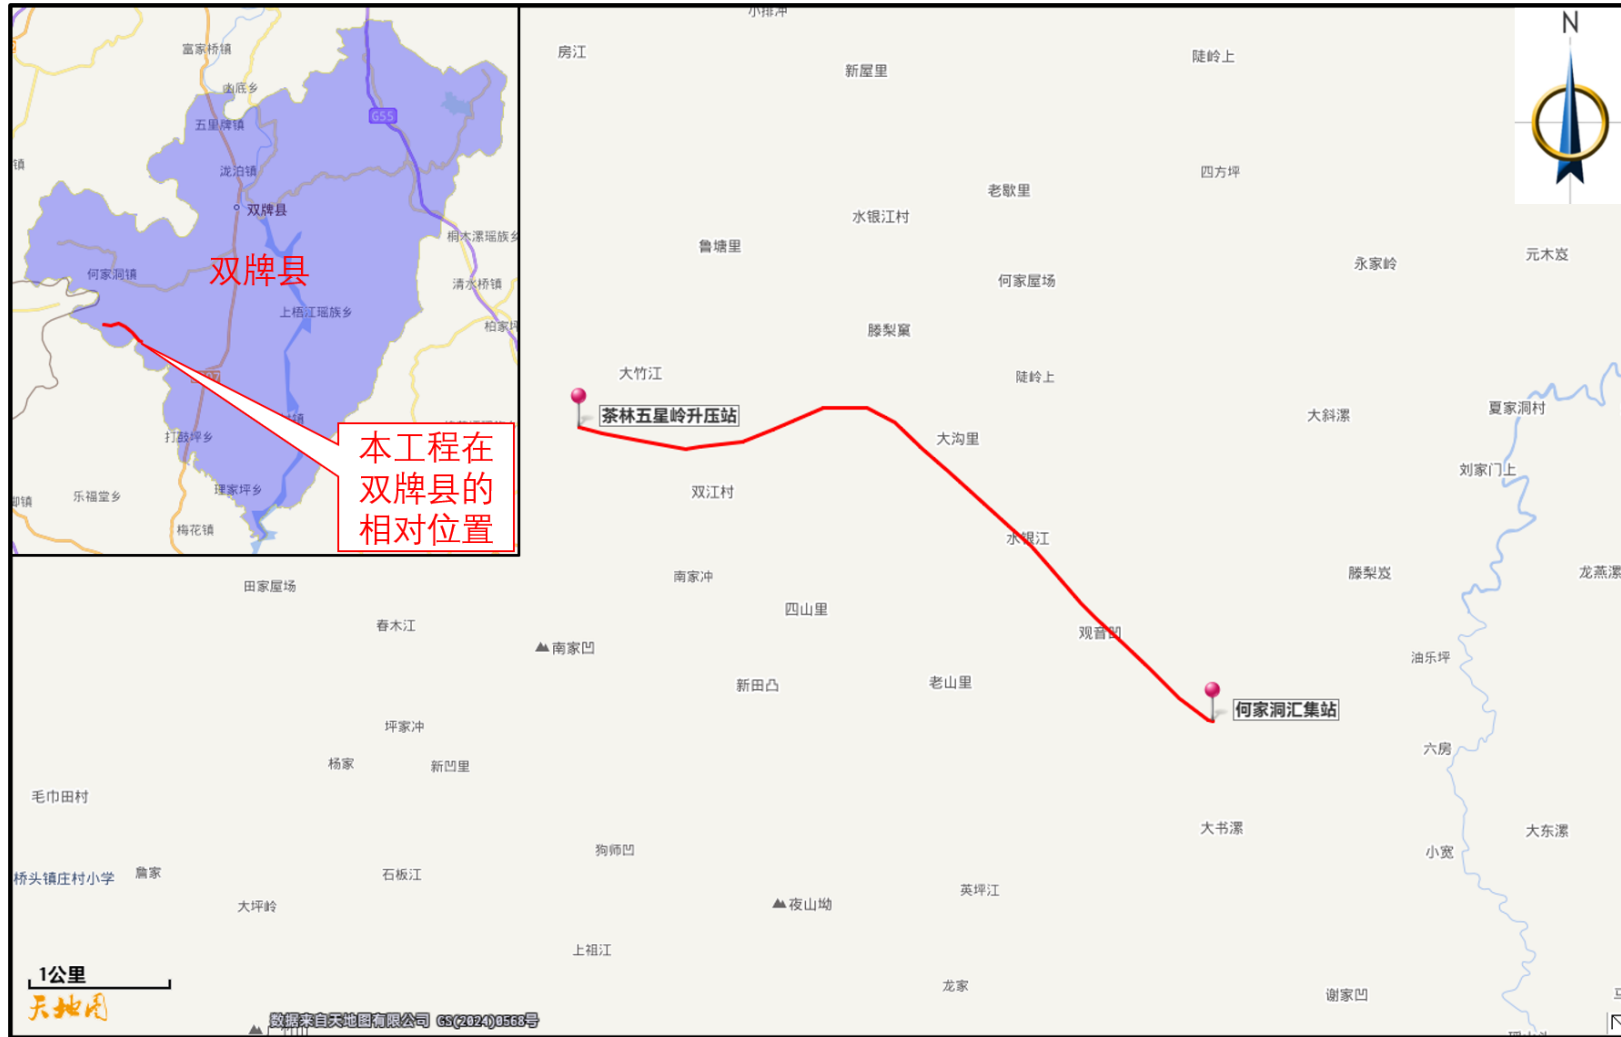 小排冲
房江
陡岭上
N
新屋里
富家桥镇
卤底乡
G55
五里牌镇
泷泊镇
四方坪
镇
老歇里
双牌县
水银江村
桐木漯瑶族乡
鲁塘里
元木岌
双牌县
永家岭
何家洞镇
何家屋场
清水桥镇
上梧江瑶族乡
柏家坪
滕梨窠
大竹江
陡岭上
夏家洞村
茶林五星岭升压站
大斜漯
打鼓坪乡
大沟里
本工程在
双牌县的
相对位置
刘家门上
理家坪乡
双江村
乐福堂乡
梅花镇
水银江
滕梨岌
龙燕漯
南家冲
田家屋场
四山里
春木江
观音凹
南家凹
油乐坪
老山里
新田凸
何家洞汇集站
坪家冲
六房
杨家
新凹里
毛巾田村
大书漯
大东漯
狗师凹
小宽
桥头镇庄村小学
詹家
石板江
英坪江
大坪岭
夜山坳
上祖江
1公里
龙家
谢家凹
天地图
数据来自天地图有限公司 GS(2024)0568号